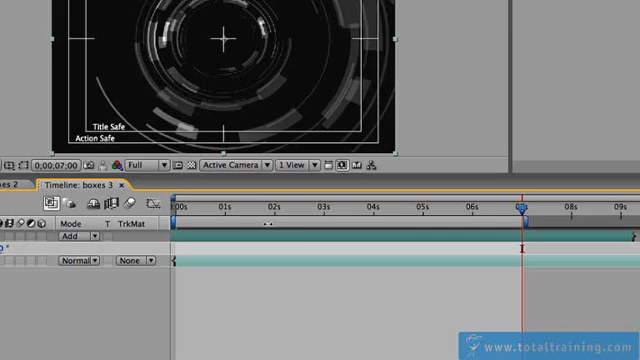 Title Safe
Action Safe
0;00;07;00 Full Active Camera 1 View
xes 2 Timeline: boxes 3 ×
:00s 01s 02s 03s 04s 05s 06s 08s 09s
Mode TrkMat
Add
Normal None
www.totaltraining.com